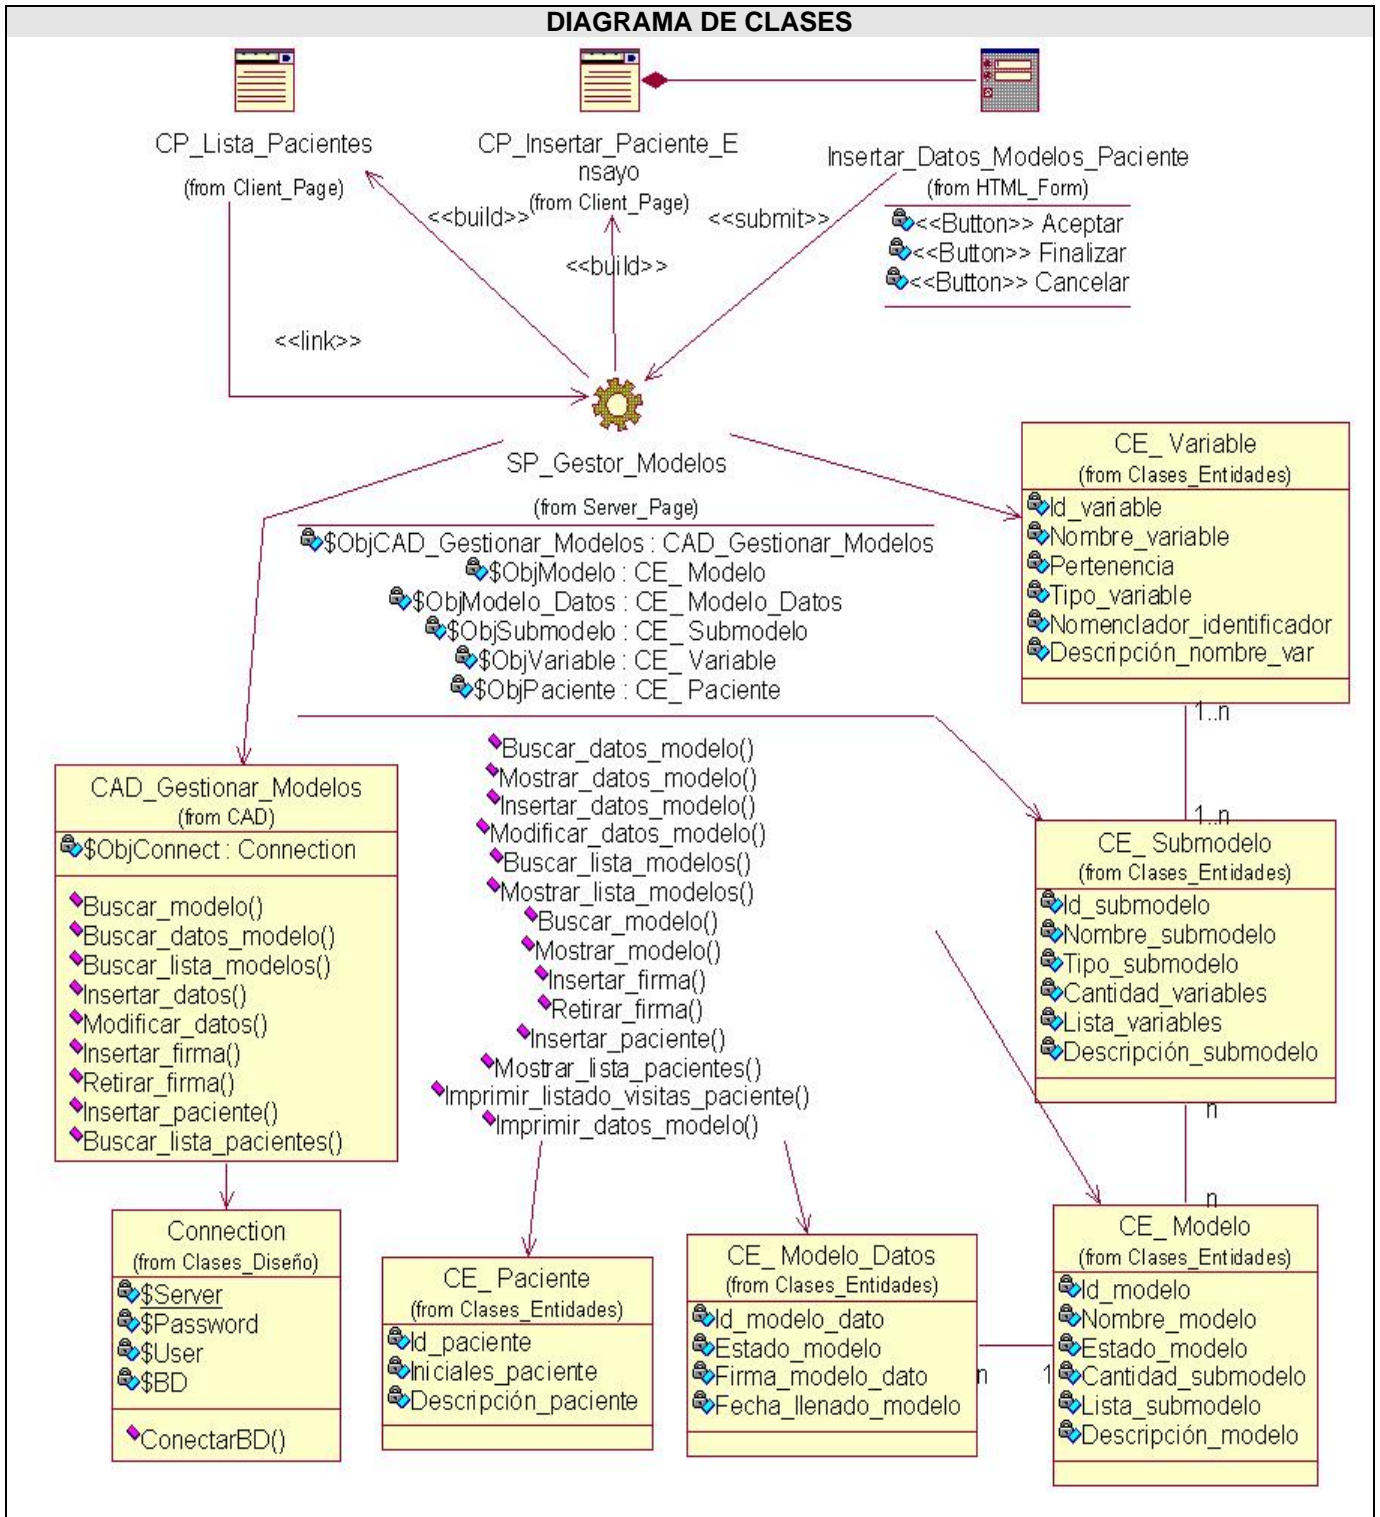 DIAGRAMA DE CLASES
CP_Lista_Pacientes
(from Client_Page)
CP_Insertar_Paciente_E
nsayo
(from Client_Page)
Insertar_Datos_Modelos_Paciente
(from HTML_Form)
<<Button>> Aceptar
<<Button>> Finalizar
<<Button>> Cancelar
<<build>>
<<submit>>
<<build>>
<<link>>
SP_Gestor_Modelos
(from Server_Page)
$ObjCAD_Gestionar_Modelos : CAD_Gestionar_Modelos
$ObjModelo : CE_ Modelo
$ObjModelo_Datos : CE_ Modelo_Datos
$ObjSubmodelo : CE_ Submodelo
$ObjVariable : CE_ Variable
$ObjPaciente : CE_ Paciente
Buscar_datos_modelo()
Mostrar_datos_modelo()
Insertar_datos_modelo()
Modificar_datos_modelo()
Buscar_lista_modelos()
Mostrar_lista_modelos()
Buscar_modelo()
Mostrar_modelo()
Insertar_firma()
Retirar_firma()
Insertar_paciente()
Mostrar_lista_pacientes()
Imprimir_listado_visitas_paciente()
Imprimir_datos_modelo()
CE_ Variable
(from Clases_Entidades)
Id_variable
Nombre_variable
Pertenencia
Tipo_variable
Nomenclador_identificador
Descripción_nombre_var
1..n
1..n
CE_ Submodelo
(from Clases_Entidades)
Id_submodelo
Nombre_submodelo
Tipo_submodelo
Cantidad_variables
Lista_variables
Descripción_submodelo
n
n
CAD_Gestionar_Modelos
(from CAD)
$ObjConnect : Connection
Buscar_modelo()
Buscar_datos_modelo()
Buscar_lista_modelos()
Insertar_datos()
Modificar_datos()
Insertar_firma()
Retirar_firma()
Insertar_paciente()
Buscar_lista_pacientes()
Connection
(from Clases_Diseño)
$Server
$Password
$User
$BD
ConectarBD()
CE_ Paciente
(from Clases_Entidades)
Id_paciente
Iniciales_paciente
Descripción_paciente
CE_ Modelo_Datos
(from Clases_Entidades)
Id_modelo_dato
Estado_modelo
Firma_modelo_dato
Fecha_llenado_modelo
n
1
CE_ Modelo
(from Clases_Entidades)
Id_modelo
Nombre_modelo
Estado_modelo
Cantidad_submodelo
Lista_submodelo
Descripción_modelo